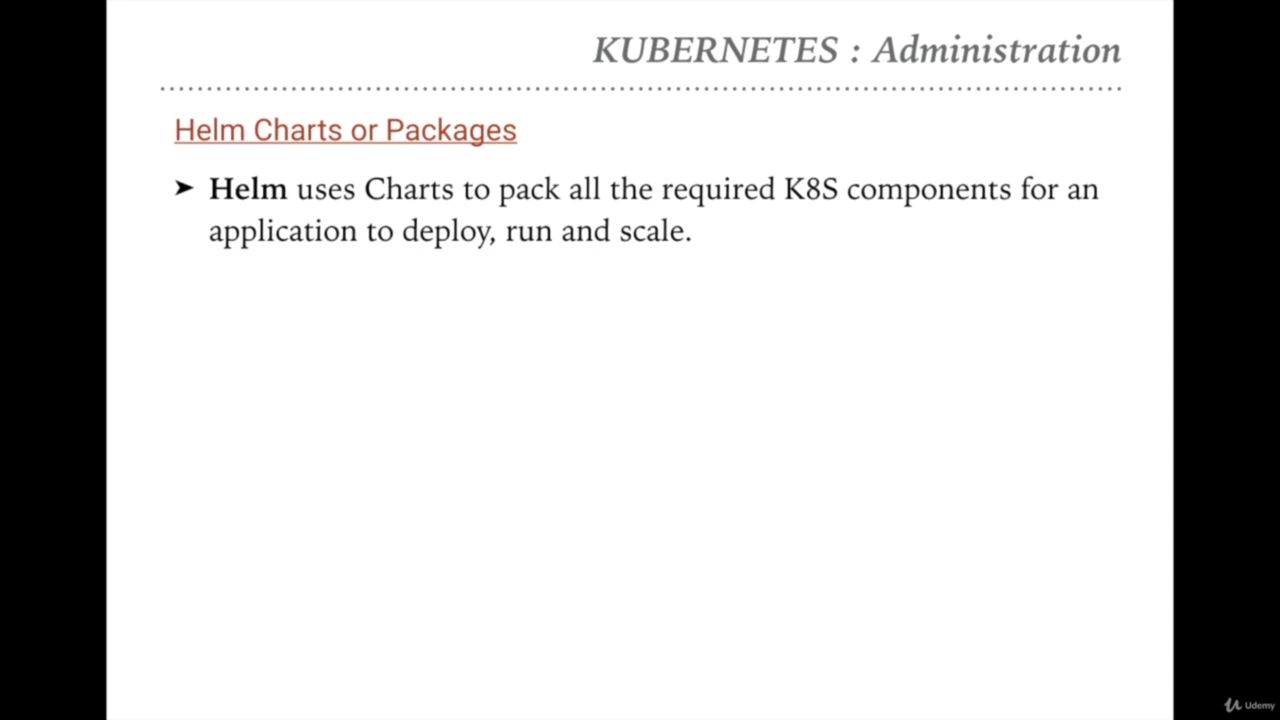 KUBERNETES : Administration
Helm Charts or Packages
➤ Helm uses Charts to pack all the required K8S components for an
application to deploy, run and scale.
Udemy